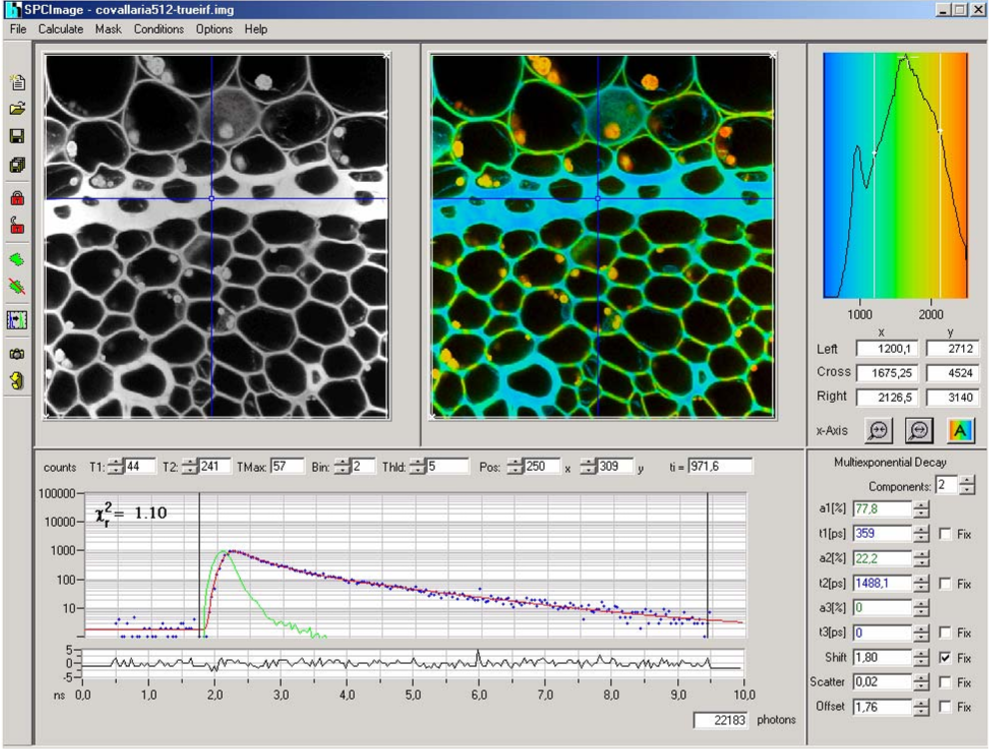 SPCImage - covallaria512-trueirf.img
File Calculate Mask Conditions Options Help
1000 2000
x y
Left 1200,1 2712
Cross 1675,25 4524
Right 2126,5 3140
x-Axis A
counts T1: 44 T2: 241 TMax: 57 Bin: 2 Thld: 5 Pos: 250 x 309 y ti = 971,6
100000
10000
1000
100
10
χr²= 1.10
5
0
-5
ns 0,0 1,0 2,0 3,0 4,0 5,0 6,0 7,0 8,0 9,0 10,0
22183 photons
Multiexponential Decay
Components: 2
a1[%] 77,8
t1[ps] 359 Fix
a2[%] 22,2
t2[ps] 1488,1 Fix
a3[%] 0
t3[ps] 0 Fix
Shift 1,80 Fix
Scatter 0,02 Fix
Offset 1,76 Fix